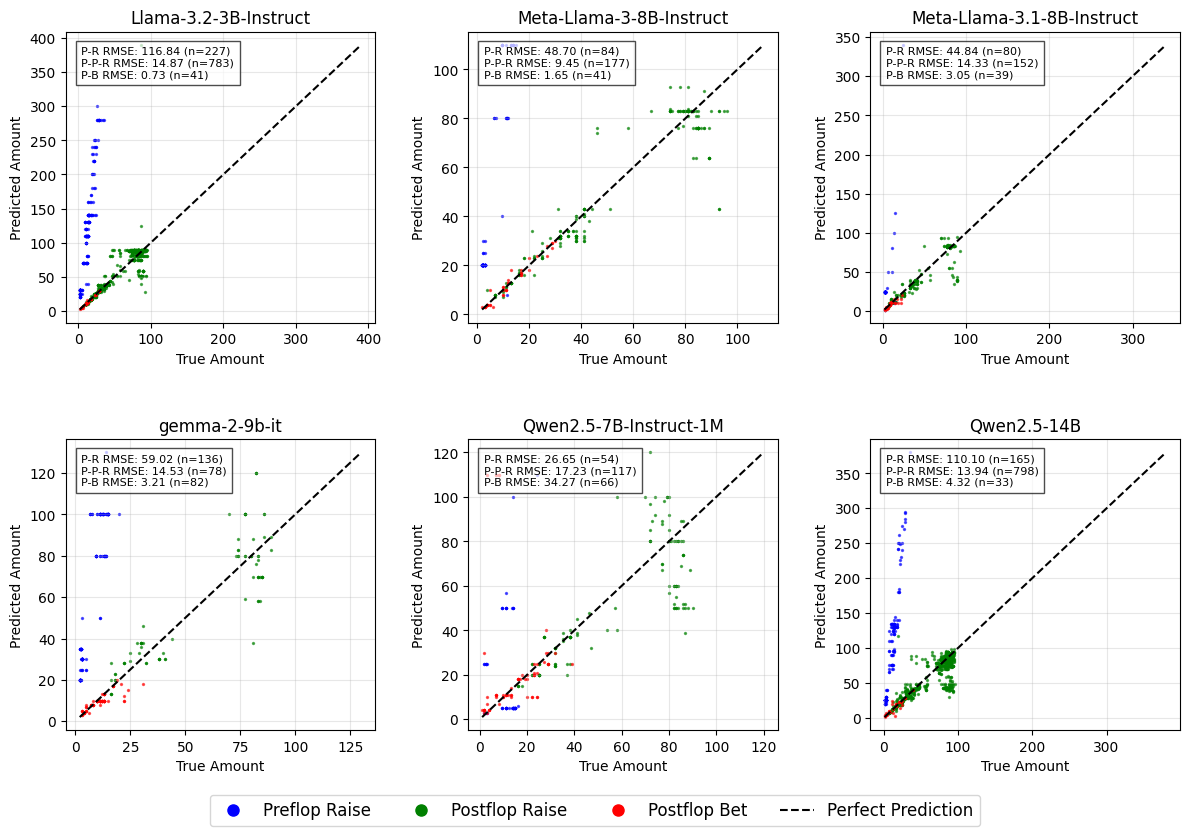 Llama-3.2-3B-Instruct
P-R RMSE: 116.84 (n=227)
P-P-R RMSE: 14.87 (n=783)
P-B RMSE: 0.73 (n=41)
Predicted Amount
400
350
300
250
200
150
100
50
0
0 100 200 300 400
True Amount
Meta-Llama-3-8B-Instruct
P-R RMSE: 48.70 (n=84)
P-P-R RMSE: 9.45 (n=177)
P-B RMSE: 1.65 (n=41)
Predicted Amount
100
80
60
40
20
0
0 20 40 60 80 100
True Amount
Meta-Llama-3.1-8B-Instruct
P-R RMSE: 44.84 (n=80)
P-P-R RMSE: 14.33 (n=152)
P-B RMSE: 3.05 (n=39)
Predicted Amount
350
300
250
200
150
100
50
0
0 100 200 300
True Amount
gemma-2-9b-it
P-R RMSE: 59.02 (n=136)
P-P-R RMSE: 14.53 (n=78)
P-B RMSE: 3.21 (n=82)
Predicted Amount
120
100
80
60
40
20
0
0 25 50 75 100 125
True Amount
Qwen2.5-7B-Instruct-1M
P-R RMSE: 26.65 (n=54)
P-P-R RMSE: 17.23 (n=117)
P-B RMSE: 34.27 (n=66)
Predicted Amount
120
100
80
60
40
20
0
0 20 40 60 80 100 120
True Amount
Qwen2.5-14B
P-R RMSE: 110.10 (n=165)
P-P-R RMSE: 13.94 (n=798)
P-B RMSE: 4.32 (n=33)
Predicted Amount
350
300
250
200
150
100
50
0
0 100 200 300
True Amount
Preflop Raise Postflop Raise Postflop Bet Perfect Prediction